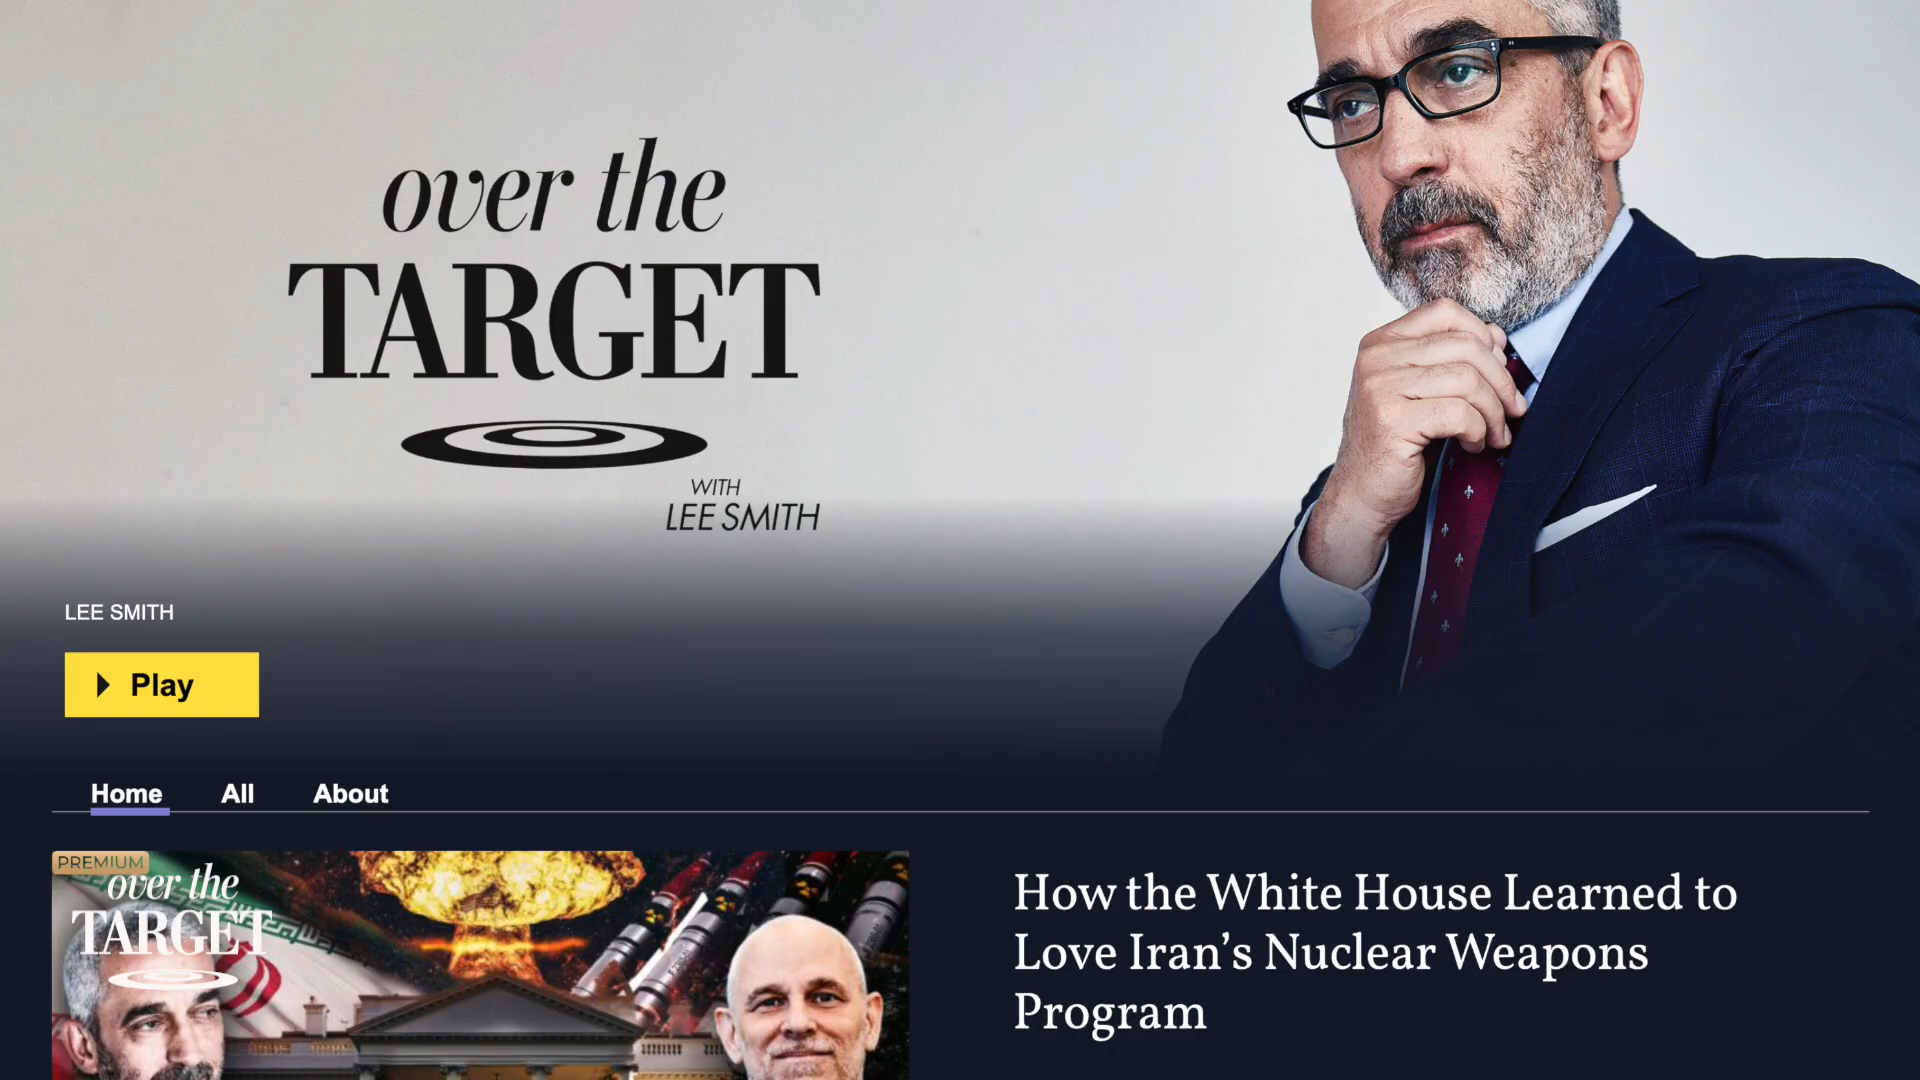 over the
TARGET
WITH
LEE SMITH
LEE SMITH
Play
Home All About
PREMIUM
over the
TARGET
How the White House Learned to
Love Iran’s Nuclear Weapons
Program